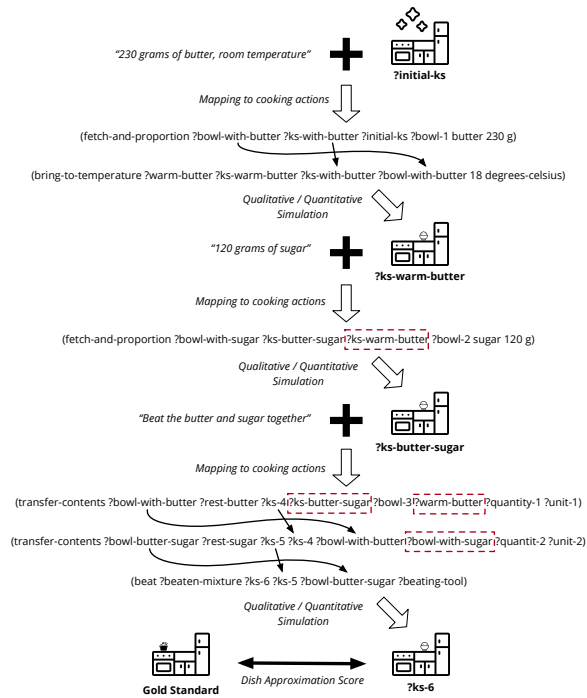 “230 grams of butter, room temperature”
?initial-ks
Mapping to cooking actions
(fetch-and-proportion ?bowl-with-butter ?ks-with-butter ?initial-ks ?bowl-1 butter 230 g)
(bring-to-temperature ?warm-butter ?ks-warm-butter ?ks-with-butter ?bowl-with-butter 18 degrees-celsius)
Qualitative / Quantitative
Simulation
“120 grams of sugar”
?ks-warm-butter
Mapping to cooking actions
(fetch-and-proportion ?bowl-with-sugar ?ks-butter-sugar ?ks-warm-butter ?bowl-2 sugar 120 g)
Qualitative / Quantitative
Simulation
“Beat the butter and sugar together”
?ks-butter-sugar
Mapping to cooking actions
(transfer-contents ?bowl-with-butter ?rest-butter ?ks-4 ?ks-butter-sugar ?bowl-3 ?warm-butter ?quantity-1 ?unit-1)
(transfer-contents ?bowl-butter-sugar ?rest-sugar ?ks-5 ?ks-4 ?bowl-with-butter ?bowl-with-sugar ?quantit-2 ?unit-2)
(beat ?beaten-mixture ?ks-6 ?ks-5 ?bowl-butter-sugar ?beating-tool)
Qualitative / Quantitative
Simulation
Gold Standard
Dish Approximation Score
?ks-6